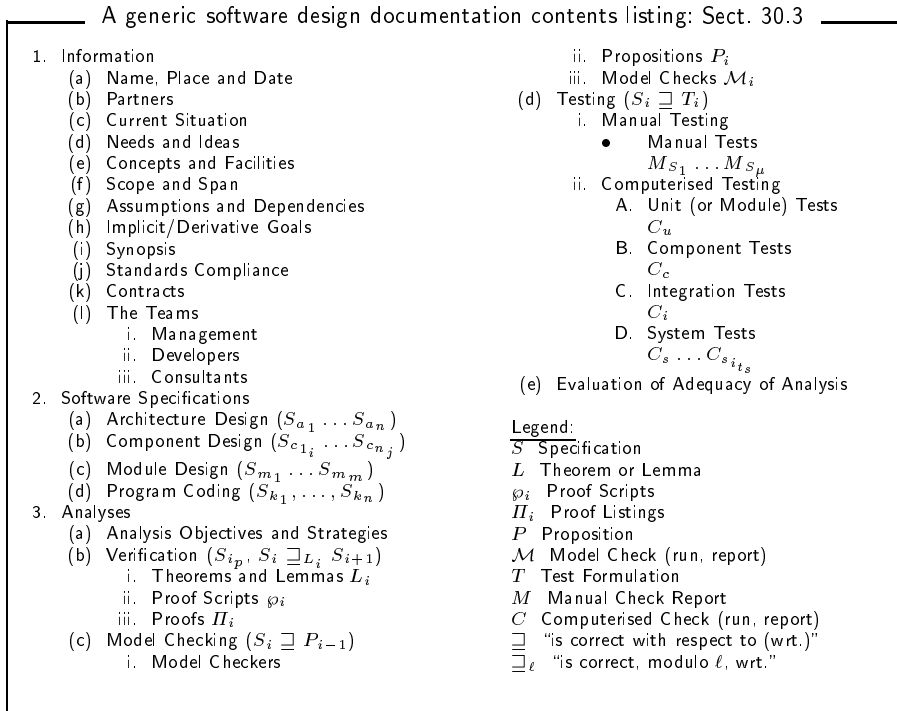 A generic software design documentation contents listing: Sect. 30.3
1. Information
(a) Name, Place and Date
(b) Partners
(c) Current Situation
(d) Needs and Ideas
(e) Concepts and Facilities
(f) Scope and Span
(g) Assumptions and Dependencies
(h) Implicit/Derivative Goals
(i) Synopsis
(j) Standards Compliance
(k) Contracts
(l) The Teams
i. Management
ii. Developers
iii. Consultants
2. Software Specifications
(a) Architecture Design (S_{a_1} ... S_{a_n})
(b) Component Design (S_{c_{1_i}} ... S_{c_{n_j}})
(c) Module Design (S_{m_1} ... S_{m_m})
(d) Program Coding (S_{k_1}, ..., S_{k_n})
3. Analyses
(a) Analysis Objectives and Strategies
(b) Verification (S_{i_p}, S_i ⊒_{L_i} S_{i+1})
i. Theorems and Lemmas L_i
ii. Proof Scripts ℘_i
iii. Proofs Π_i
(c) Model Checking (S_i ⊒ P_{i−1})
i. Model Checkers
ii. Propositions P_i
iii. Model Checks ℳ_i
(d) Testing (S_i ⊒ T_i)
i. Manual Testing
• Manual Tests
M_{S_1} ... M_{S_μ}
ii. Computerised Testing
A. Unit (or Module) Tests
C_u
B. Component Tests
C_c
C. Integration Tests
C_i
D. System Tests
C_s ... C_{s_{i_{t_s}}}
(e) Evaluation of Adequacy of Analysis
Legend:
S Specification
L Theorem or Lemma
℘_i Proof Scripts
Π_i Proof Listings
P Proposition
ℳ Model Check (run, report)
T Test Formulation
M Manual Check Report
C Computerised Check (run, report)
⊒ "is correct with respect to (wrt.)"
⊒_ℓ "is correct, modulo ℓ, wrt."